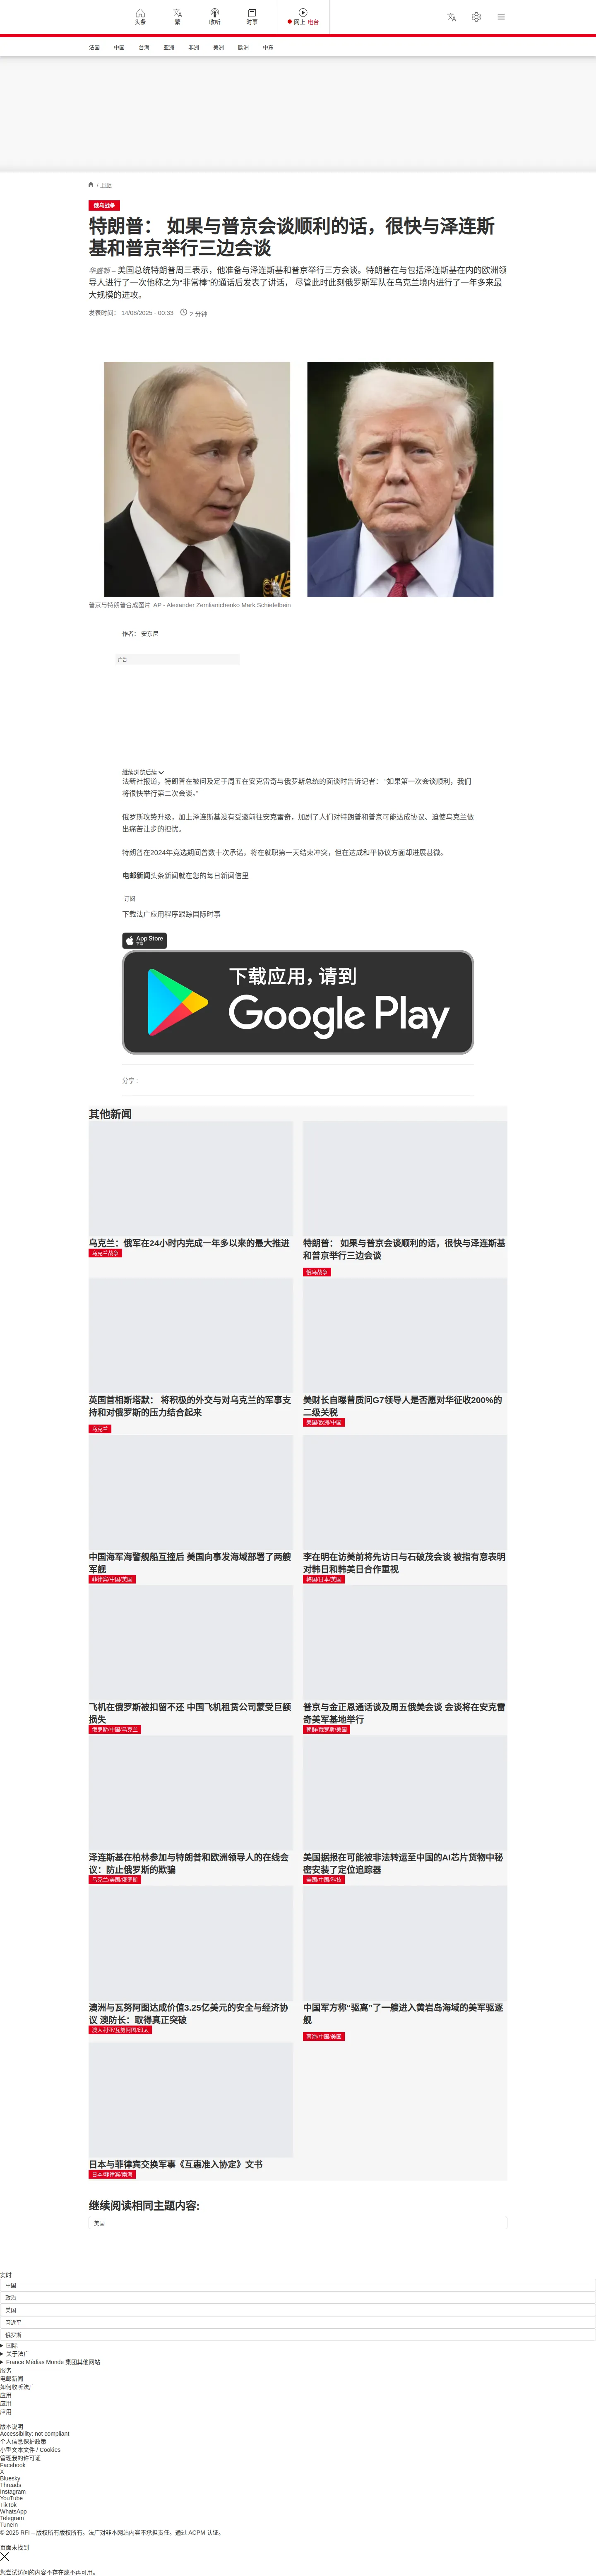 头条
繁
收听
时事
网上 电台
法国
中国
台海
亚洲
非洲
美洲
欧洲
中东
/ 国际
俄乌战争
特朗普： 如果与普京会谈顺利的话，很快与泽连斯
基和普京举行三边会谈
华盛顿 – 美国总统特朗普周三表示，他准备与泽连斯基和普京举行三方会谈。特朗普在与包括泽连斯基在内的欧洲领
导人进行了一次他称之为“非常棒”的通话后发表了讲话， 尽管此时此刻俄罗斯军队在乌克兰境内进行了一年多来最
大规模的进攻。
发表时间： 14/08/2025 - 00:33
2 分钟
普京与特朗普合成图片 AP - Alexander Zemlianichenko Mark Schiefelbein
作者： 安东尼
广告
继续浏览后续
法新社报道，特朗普在被问及定于周五在安克雷奇与俄罗斯总统的面谈时告诉记者： “如果第一次会谈顺利，我们
将很快举行第二次会谈。”
俄罗斯攻势升级，加上泽连斯基没有受邀前往安克雷奇，加剧了人们对特朗普和普京可能达成协议、迫使乌克兰做
出痛苦让步的担忧。
特朗普在2024年竞选期间曾数十次承诺，将在就职第一天结束冲突，但在达成和平协议方面却进展甚微。
电邮新闻头条新闻就在您的每日新闻信里
订阅
下载法广应用程序跟踪国际时事
App Store
下载
下载应用，请到
Google Play
分享 :
其他新闻
乌克兰：俄军在24小时内完成一年多以来的最大推进
乌克兰战争
特朗普： 如果与普京会谈顺利的话，很快与泽连斯基
和普京举行三边会谈
俄乌战争
英国首相斯塔默： 将积极的外交与对乌克兰的军事支
持和对俄罗斯的压力结合起来
乌克兰
美财长自曝曾质问G7领导人是否愿对华征收200%的
二级关税
美国/欧洲/中国
中国海军海警舰船互撞后 美国向事发海域部署了两艘
军舰
菲律宾/中国/美国
李在明在访美前将先访日与石破茂会谈 被指有意表明
对韩日和韩美日合作重视
韩国/日本/美国
飞机在俄罗斯被扣留不还 中国飞机租赁公司蒙受巨额
损失
俄罗斯/中国/乌克兰
普京与金正恩通话谈及周五俄美会谈 会谈将在安克雷
奇美军基地举行
朝鲜/俄罗斯/美国
泽连斯基在柏林参加与特朗普和欧洲领导人的在线会
议：防止俄罗斯的欺骗
乌克兰/美国/俄罗斯
美国据报在可能被非法转运至中国的AI芯片货物中秘
密安装了定位追踪器
美国/中国/科技
澳洲与瓦努阿图达成价值3.25亿美元的安全与经济协
议 澳防长：取得真正突破
澳大利亚/瓦努阿图/印太
中国军方称“驱离”了一艘进入黄岩岛海域的美军驱逐
舰
南海/中国/美国
日本与菲律宾交换军事《互惠准入协定》文书
日本/菲律宾/南海
继续阅读相同主题内容:
美国
实时
中国
政治
美国
习近平
俄罗斯
国际
关于法广
France Médias Monde 集团其他网站
服务
电邮新闻
如何收听法广
应用
应用
应用
版本说明
Accessibility: not compliant
个人信息保护政策
小型文本文件 / Cookies
管理我的许可证
Facebook
X
Bluesky
Threads
Instagram
YouTube
TikTok
WhatsApp
Telegram
TuneIn
© 2025 RFI – 版权所有版权所有。法广对非本网站内容不承担责任。通过 ACPM 认证。
页面未找到
您尝试访问的内容不存在或不再可用。